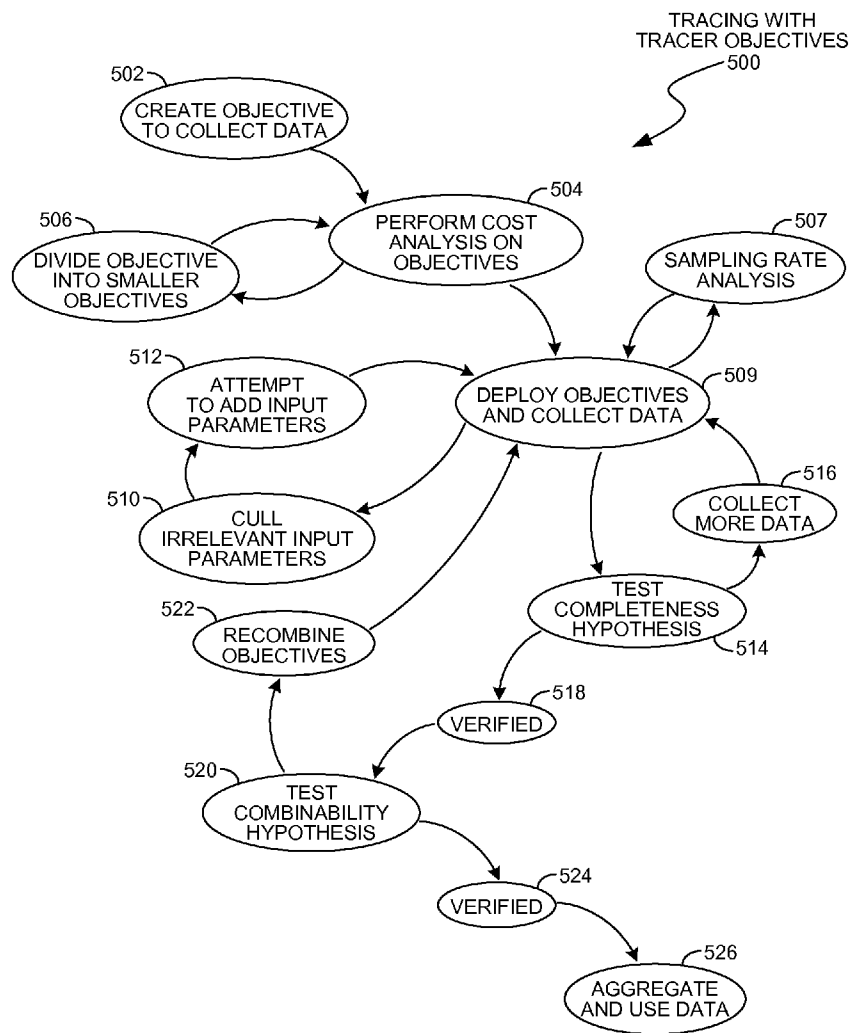 TRACING WITH
TRACER OBJECTIVES
500
502
CREATE OBJECTIVE
TO COLLECT DATA
504
PERFORM COST
ANALYSIS ON
OBJECTIVES
506
DIVIDE OBJECTIVE
INTO SMALLER
OBJECTIVES
507
SAMPLING RATE
ANALYSIS
512
ATTEMPT
TO ADD INPUT
PARAMETERS
509
DEPLOY OBJECTIVES
AND COLLECT DATA
510
CULL
IRRELEVANT INPUT
PARAMETERS
516
COLLECT
MORE DATA
514
TEST
COMPLETENESS
HYPOTHESIS
522
RECOMBINE
OBJECTIVES
518
VERIFIED
520
TEST
COMBINABILITY
HYPOTHESIS
524
VERIFIED
526
AGGREGATE
AND USE DATA